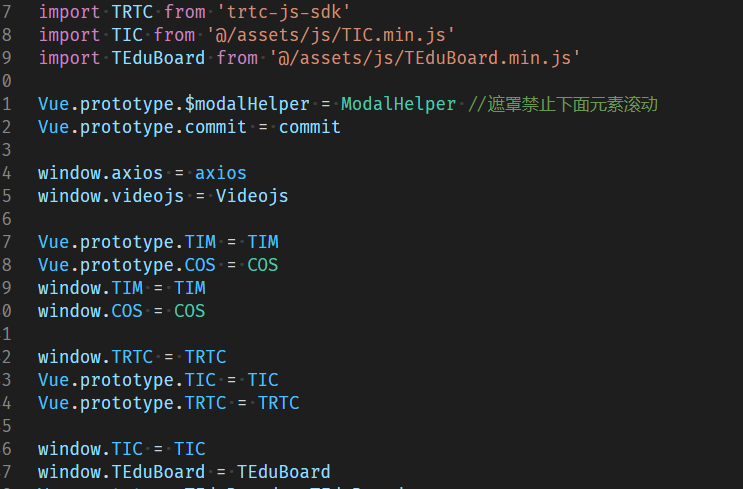 7 import TRTC from 'trtc-js-sdk'
8 import TIC from '@/assets/js/TIC.min.js'
9 import TEduBoard from '@/assets/js/TEduBoard.min.js'
0
1 Vue.prototype.$modalHelper = ModalHelper //遮罩禁止下面元素滚动
2 Vue.prototype.commit = commit
3
4 window.axios = axios
5 window.videojs = Videojs
6
7 Vue.prototype.TIM = TIM
8 Vue.prototype.COS = COS
9 window.TIM = TIM
0 window.COS = COS
1
2 window.TRTC = TRTC
3 Vue.prototype.TIC = TIC
4 Vue.prototype.TRTC = TRTC
5
6 window.TIC = TIC
7 window.TEduBoard = TEduBoard